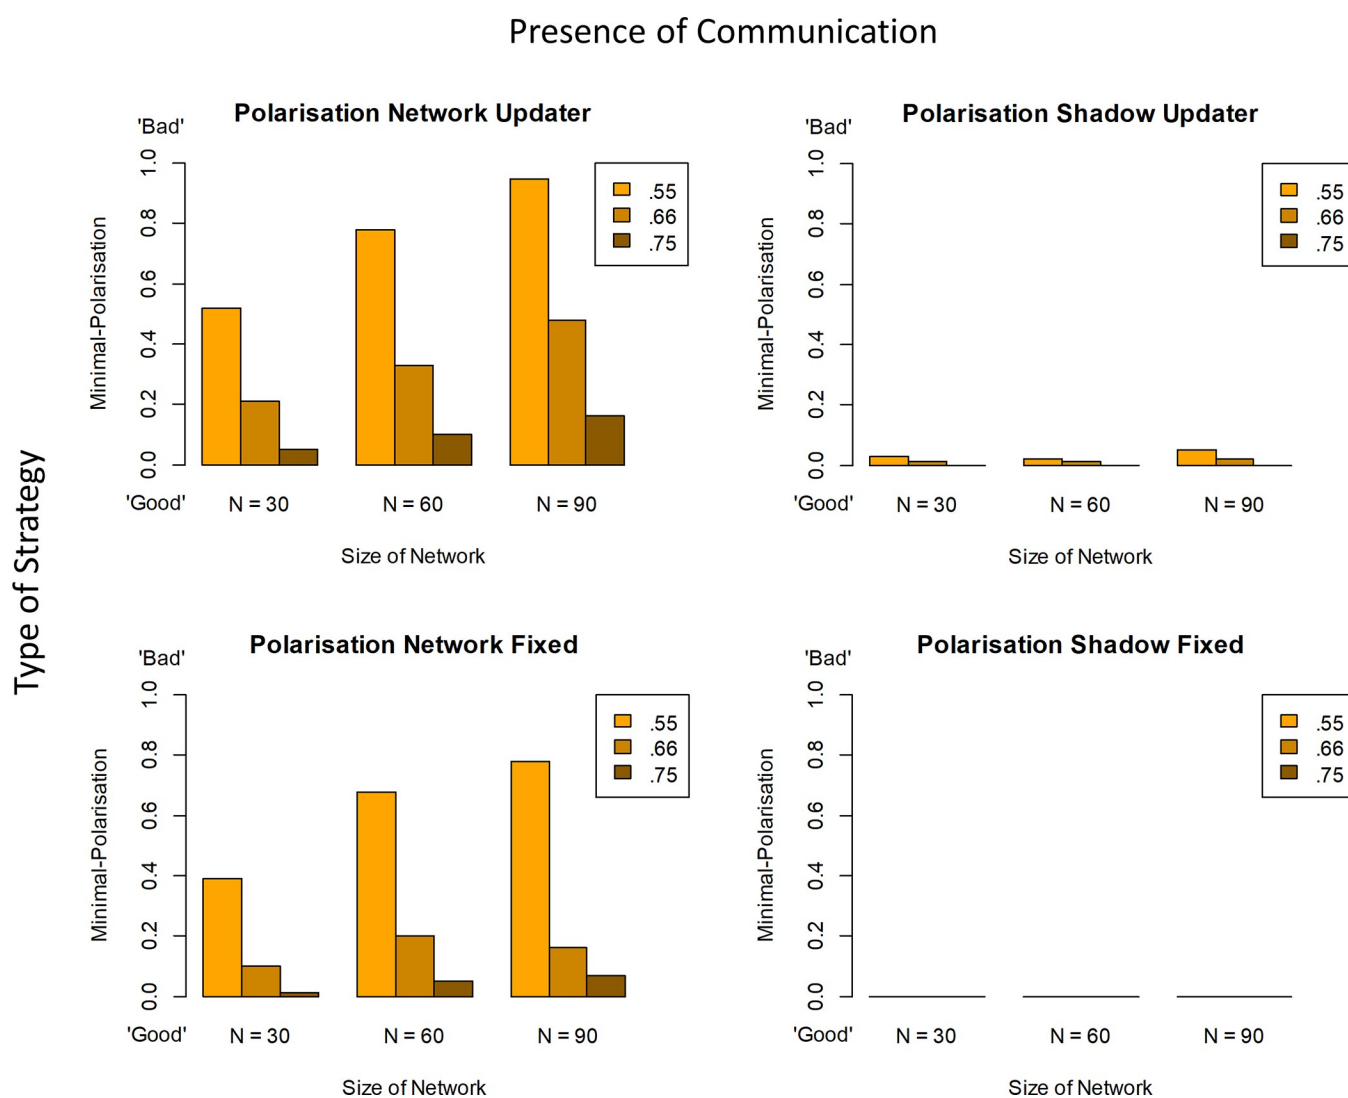 Presence of Communication
Type of Strategy
Polarisation Network Updater
'Bad'
1.0
0.8
0.6
0.4
0.2
0.0
Minimal-Polarisation
.55
.66
.75
'Good'
N = 30
N = 60
N = 90
Size of Network
Polarisation Shadow Updater
'Bad'
1.0
0.8
0.6
0.4
0.2
0.0
Minimal-Polarisation
.55
.66
.75
'Good'
N = 30
N = 60
N = 90
Size of Network
Polarisation Network Fixed
'Bad'
1.0
0.8
0.6
0.4
0.2
0.0
Minimal-Polarisation
.55
.66
.75
'Good'
N = 30
N = 60
N = 90
Size of Network
Polarisation Shadow Fixed
'Bad'
1.0
0.8
0.6
0.4
0.2
0.0
Minimal-Polarisation
.55
.66
.75
'Good'
N = 30
N = 60
N = 90
Size of Network